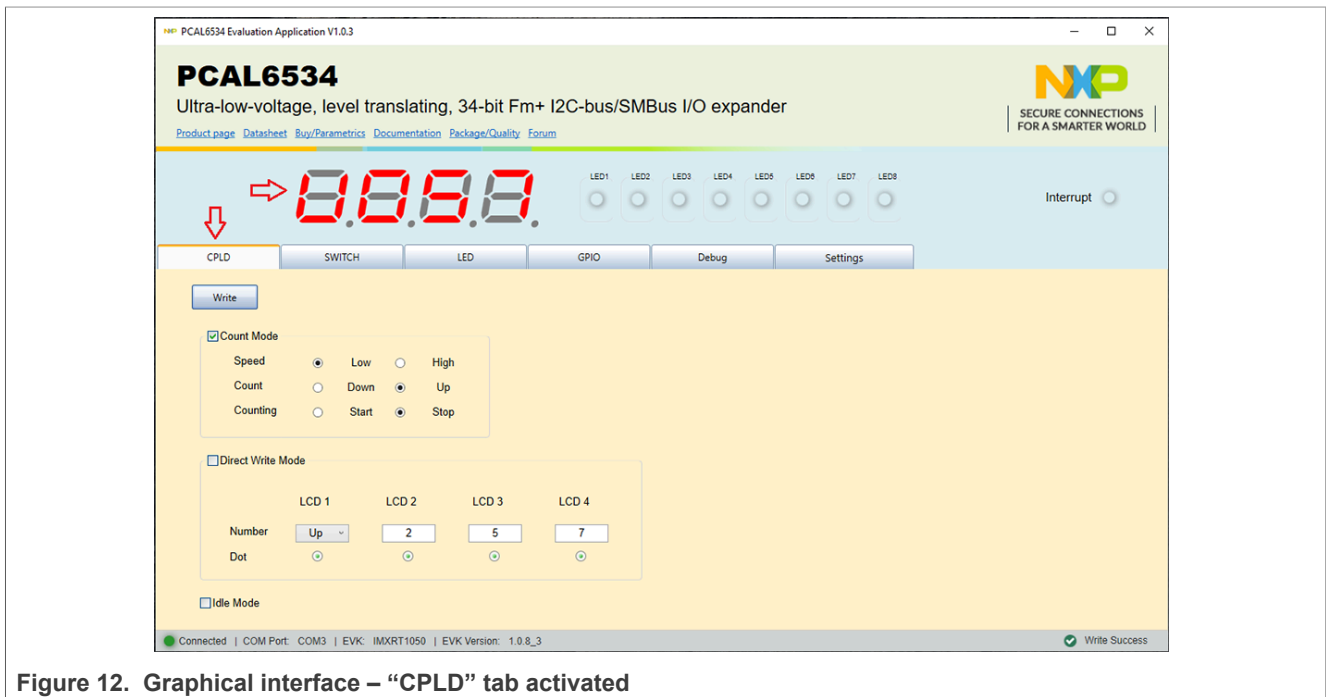 NXP PCAL6534 Evaluation Application V1.0.3
PCAL6534
Ultra-low-voltage, level translating, 34-bit Fm+ I2C-bus/SMBus I/O expander
Product page Datasheet Buy/Parametrics Documentation Package/Quality Forum
NXP
SECURE CONNECTIONS
FOR A SMARTER WORLD
U057
LED1 LED2 LED3 LED4 LED5 LED6 LED7 LED8
Interrupt
CPLD SWITCH LED GPIO Debug Settings
Write
Count Mode
Speed Low High
Count Down Up
Counting Start Stop
Direct Write Mode
LCD 1 LCD 2 LCD 3 LCD 4
Number Up 2 5 7
Dot
Idle Mode
Connected | COM Port: COM3 | EVK: IMXRT1050 | EVK Version: 1.0.8_3
Write Success
Figure 12. Graphical interface – “CPLD” tab activated